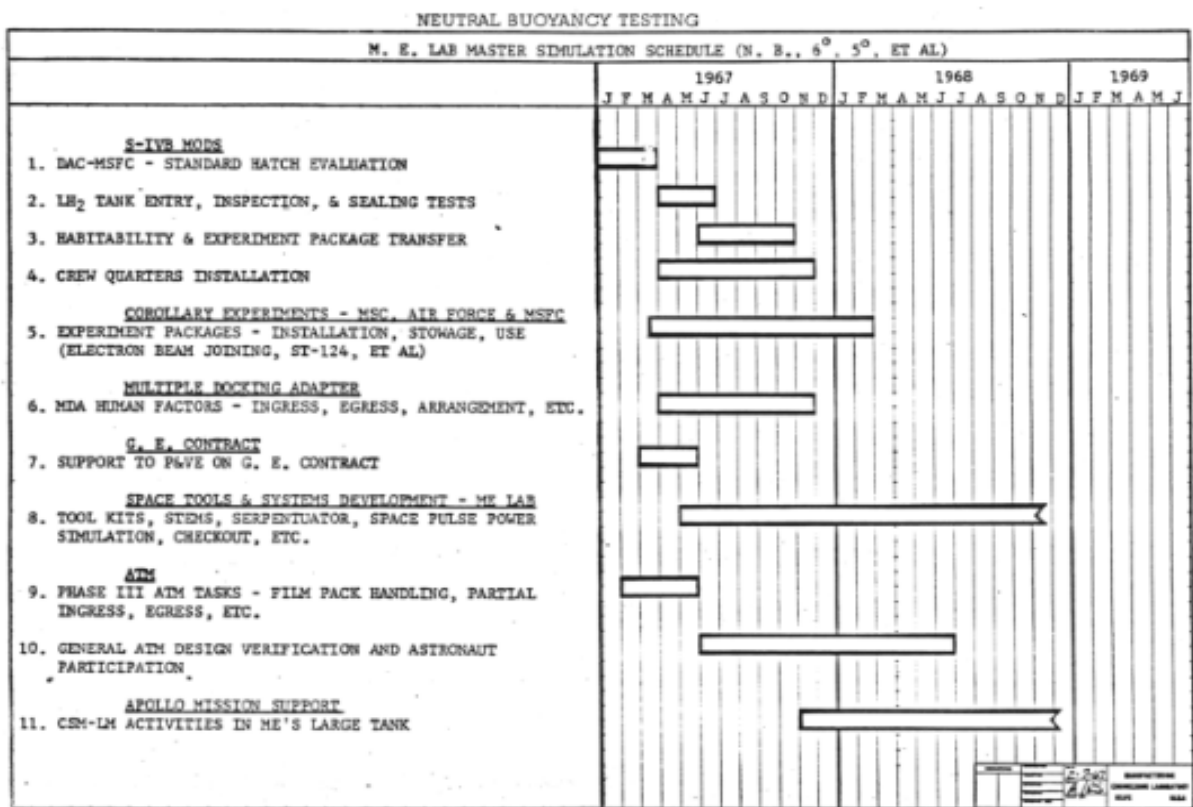 NEUTRAL BUOYANCY TESTING
M. E. LAB MASTER SIMULATION SCHEDULE (N. B., 6°, 5°, ET AL)
1967 1968 1969
J F M A M J J A S O N D J F M A M J J A S O N D J F M A M J
S-IVB MODS
1. DAC-MSFC - STANDARD HATCH EVALUATION
2. LH2 TANK ENTRY, INSPECTION, & SEALING TESTS
3. HABITABILITY & EXPERIMENT PACKAGE TRANSFER
4. CREW QUARTERS INSTALLATION
COROLLARY EXPERIMENTS - MSC, AIR FORCE & MSFC
5. EXPERIMENT PACKAGES - INSTALLATION, STOWAGE, USE
(ELECTRON BEAM JOINING, ST-124, ET AL)
MULTIPLE DOCKING ADAPTER
6. MDA HUMAN FACTORS - INGRESS, EGRESS, ARRANGEMENT, ETC.
G. E. CONTRACT
7. SUPPORT TO P&VE ON G. E. CONTRACT
SPACE TOOLS & SYSTEMS DEVELOPMENT - ME LAB
8. TOOL KITS, STEMS, SERPENTUATOR, SPACE PULSE POWER
SIMULATION, CHECKOUT, ETC.
ATM
9. PHASE III ATM TASKS - FILM PACK HANDLING, PARTIAL
INGRESS, EGRESS, ETC.
10. GENERAL ATM DESIGN VERIFICATION AND ASTRONAUT
PARTICIPATION
APOLLO MISSION SUPPORT
11. CSM-LM ACTIVITIES IN ME'S LARGE TANK
MANUFACTURING
ENGINEERING LABORATORY